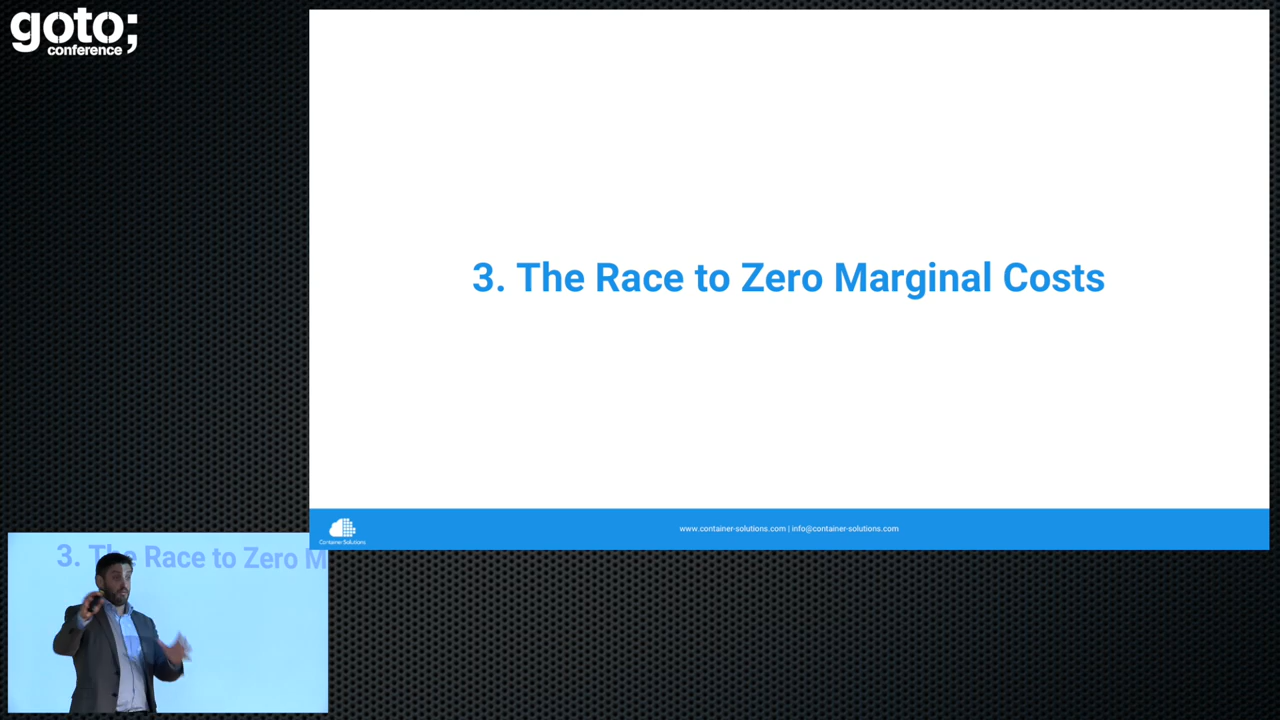 goto;
conference
3. The Race to Zero Marginal Costs
Container Solutions
www.container-solutions.com | info@container-solutions.com
3. The Race to Zero M